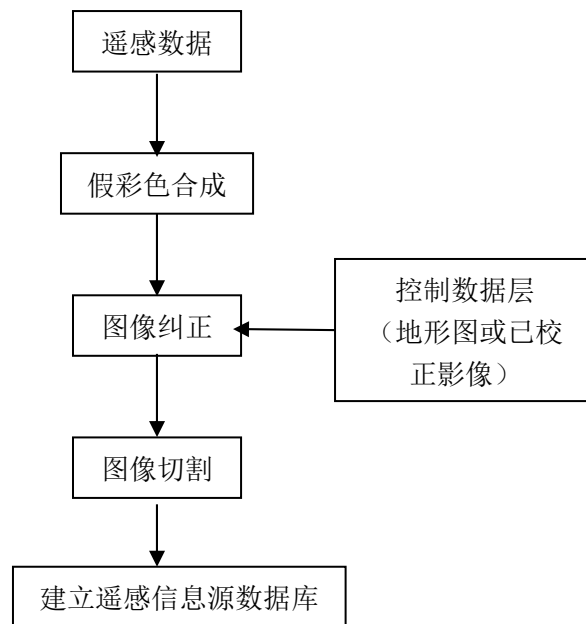 遥感数据
假彩色合成
图像纠正
控制数据层
（地形图或已校
正影像）
图像切割
建立遥感信息源数据库